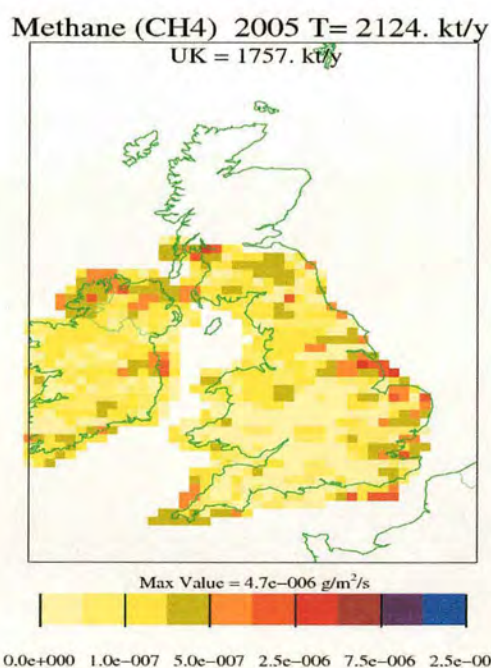 Methane (CH4) 2005 T= 2124. kt/y
UK = 1757. kt/y
Max Value = 4.7e−006 g/m²/s
0.0e+000 1.0e−007 5.0e−007 2.5e−006 7.5e−006 2.5e−00